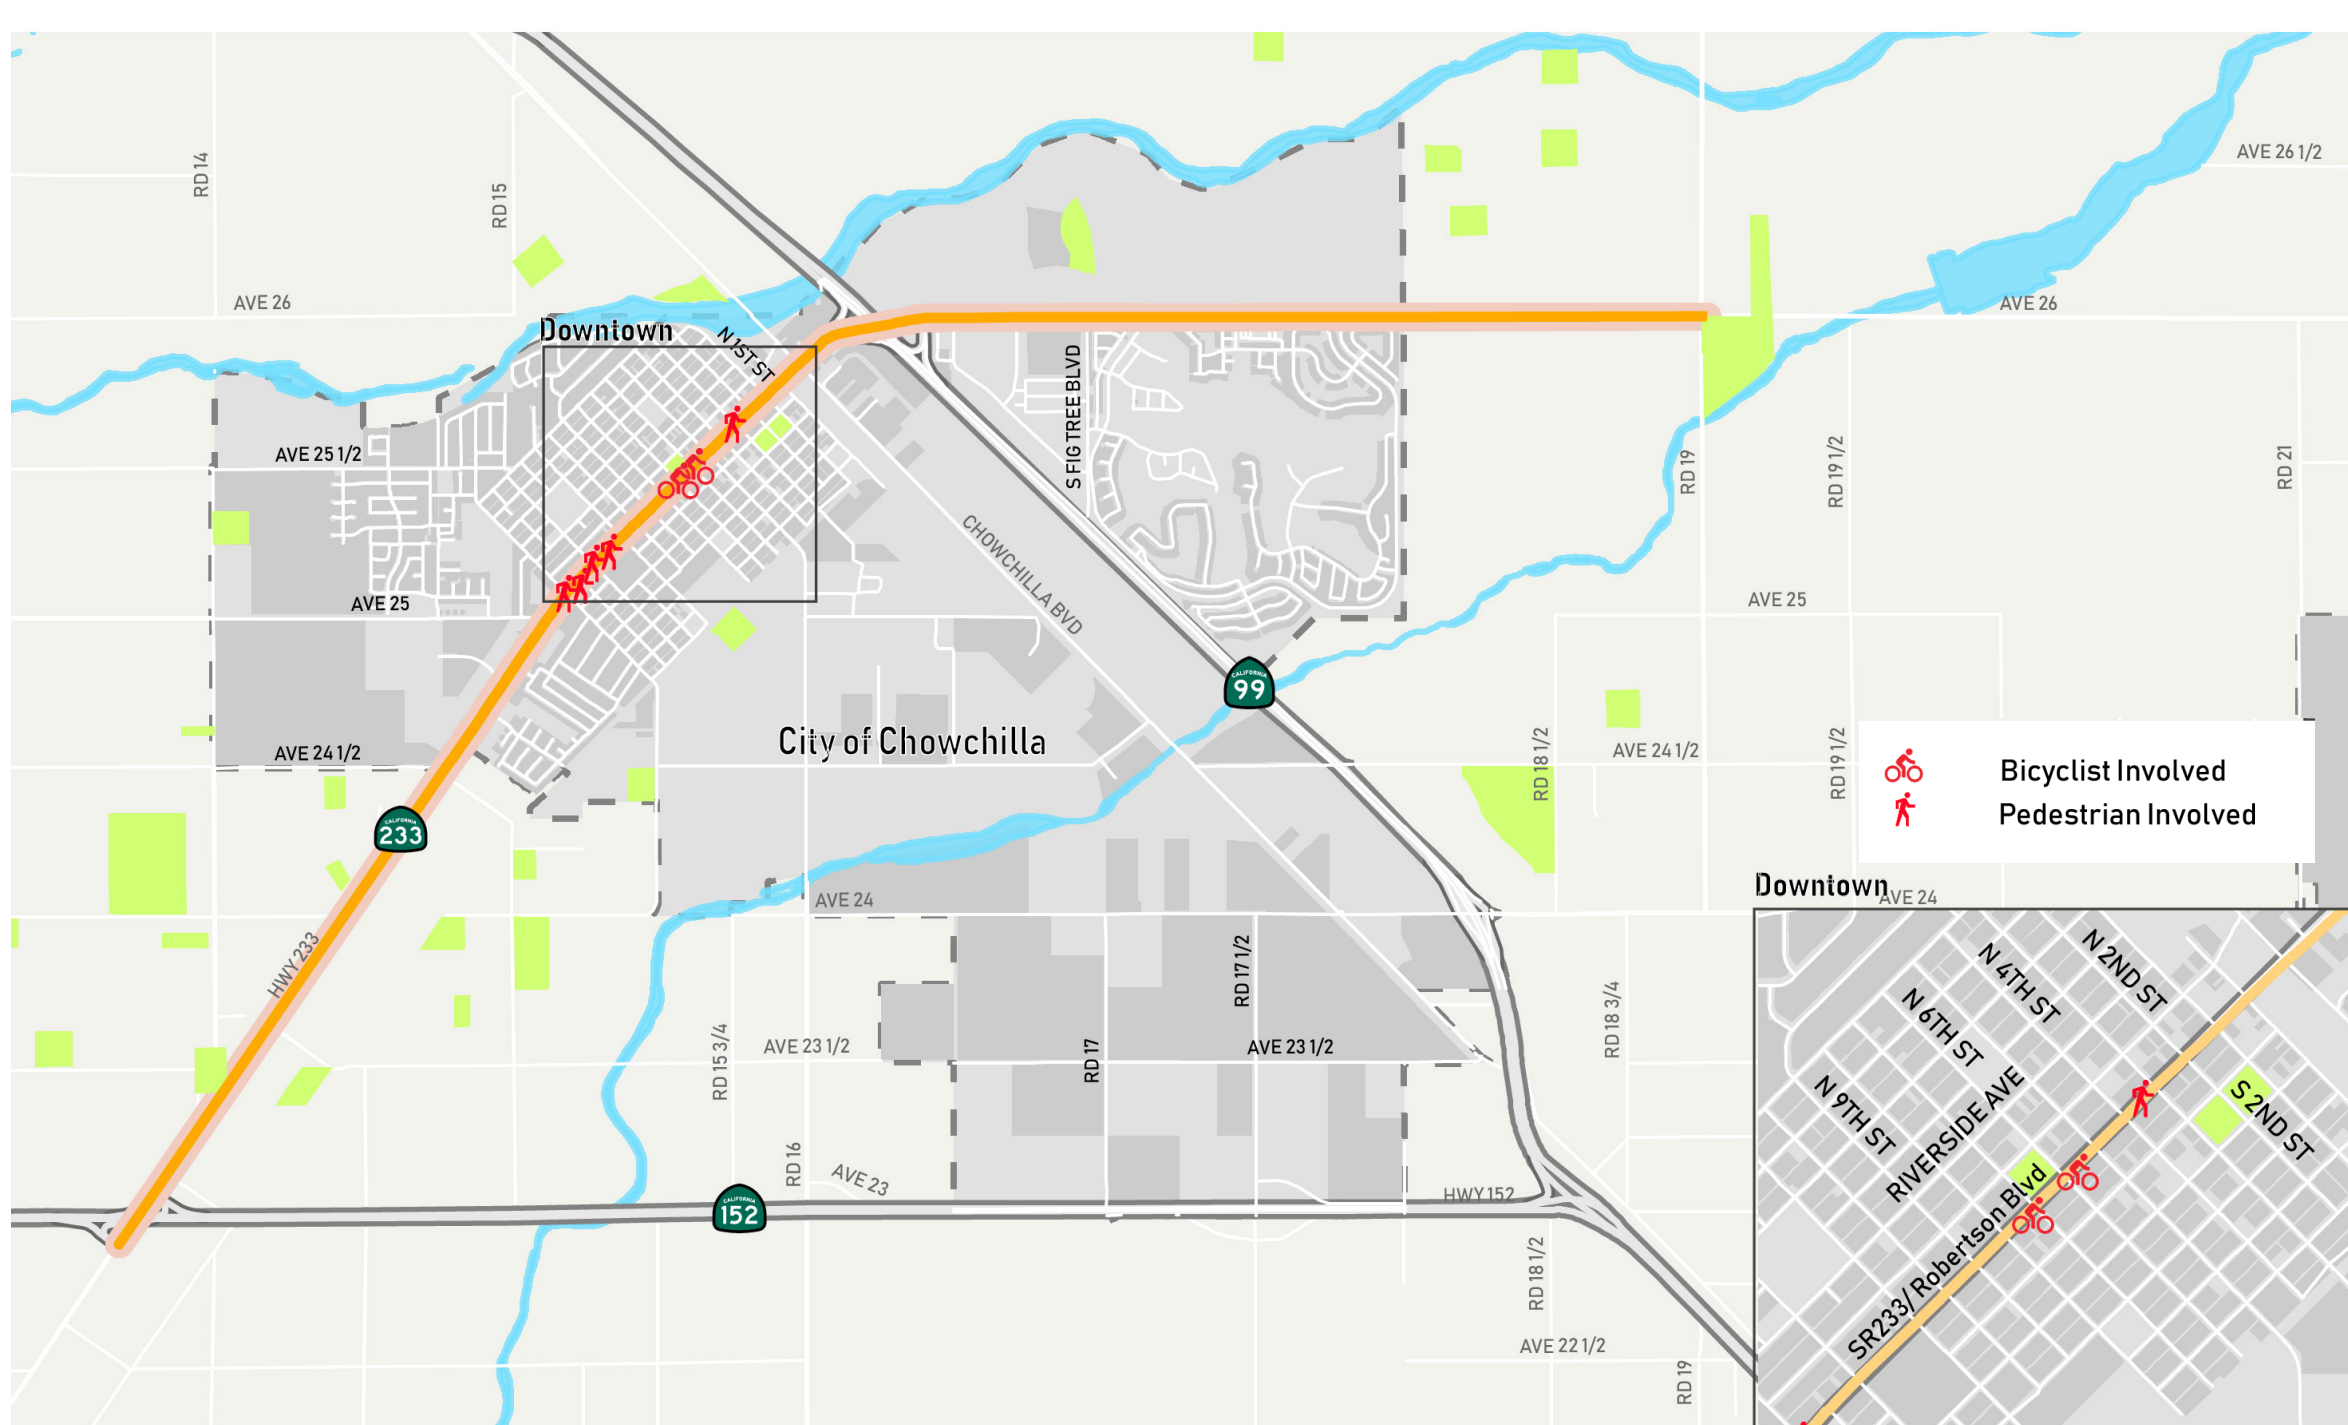 RD 14
RD 15
AVE 26 1/2
AVE 26
AVE 26
Downtown
N 1ST ST
S FIG TREE BLVD
AVE 25 1/2
RD 19
RD 19 1/2
RD 21
CHOWCHILLA BVD
AVE 25
AVE 25
CALIFORNIA
99
City of Chowchilla
AVE 24 1/2
RD 18 1/2
AVE 24 1/2
RD 19 1/2
Bicyclist Involved
Pedestrian Involved
CALIFORNIA
233
HWY 233
AVE 24
Downtown
AVE 24
RD 17 1/2
RD 15 3/4
AVE 23 1/2
RD 17
AVE 23 1/2
RD 18 3/4
RD 16
AVE 23
CALIFORNIA
152
HWY 152
RD 18 1/2
AVE 22 1/2
RD 19
N 2ND ST
N 4TH ST
N 6TH ST
N 9TH ST
RIVERSIDE AVE
S 2ND ST
SR233/ Robertson Blvd